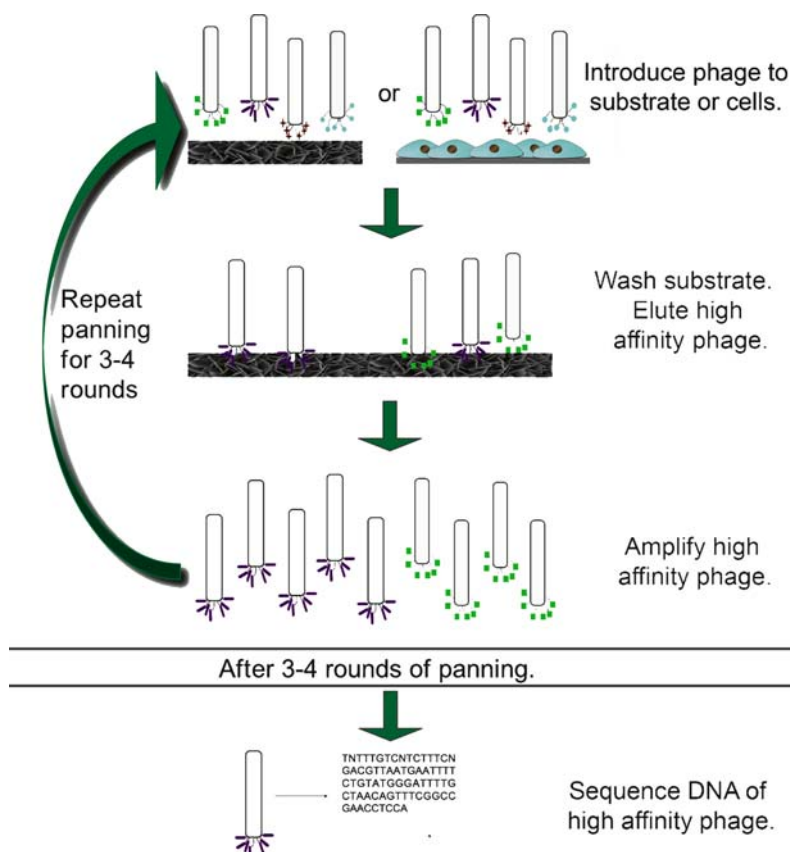 Introduce phage to
substrate or cells.
or
Wash substrate.
Elute high
affinity phage.
Repeat
panning
for 3-4
rounds
Amplify high
affinity phage.
After 3-4 rounds of panning.
TNTTTGTCNTCTTTCN
GACGTTAATGAATTTT
CTGTATGGGATTTTG
CTAACAGTTTCGGCC
GAACCTCCA
Sequence DNA of
high affinity phage.